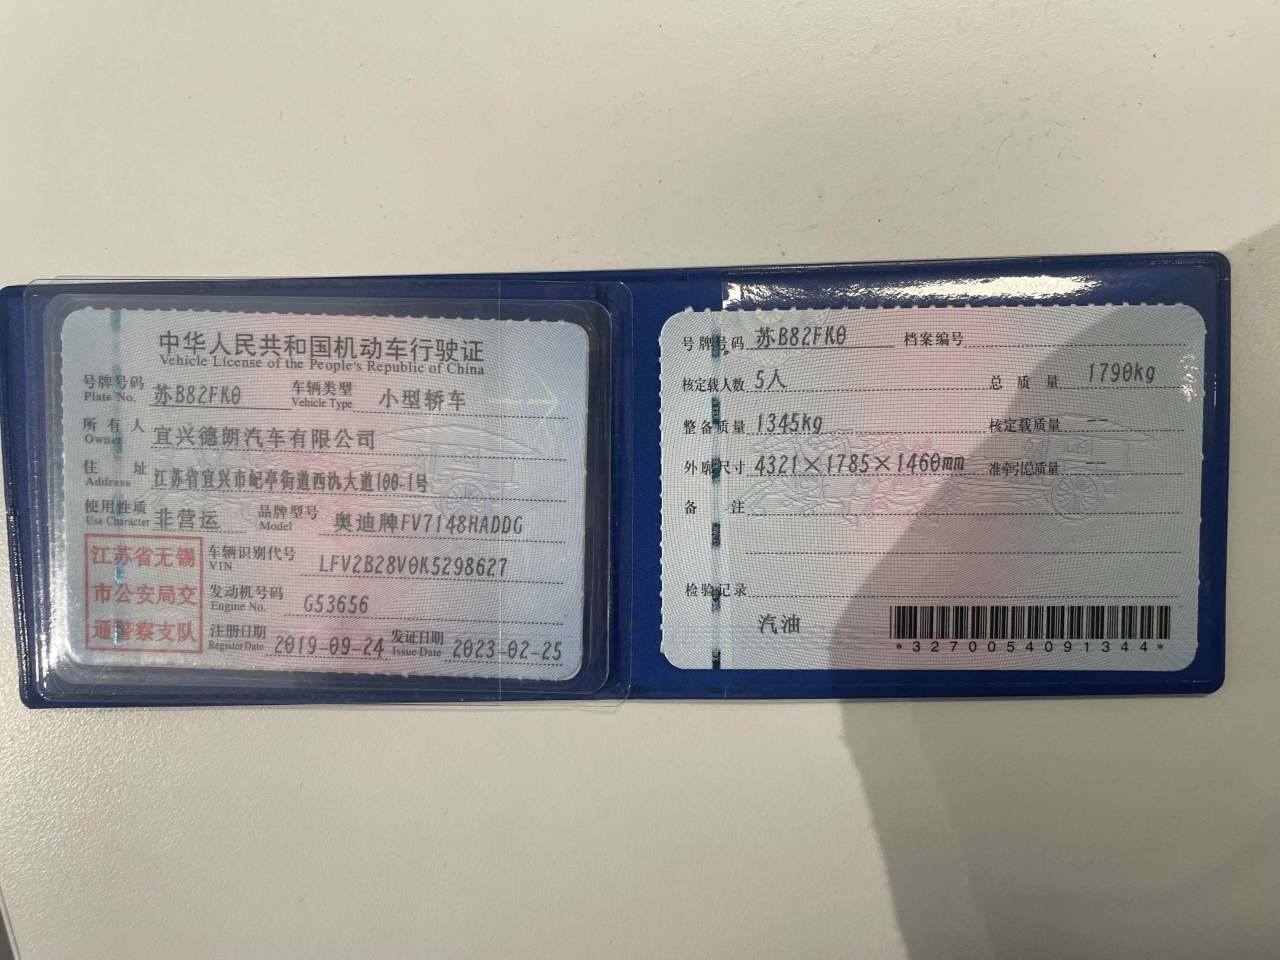 中华人民共和国机动车行驶证
Vehicle License of the People's Republic of China
号牌号码 苏B82FK0 车辆类型 小型轿车
Plate No. Vehicle Type
所有人 宜兴德朗汽车有限公司
Owner
住址 江苏省宜兴市屺亭街道西氿大道100-1号
Address
使用性质 非营运 品牌型号 奥迪牌FV7148HADDG
Use Character Model
江苏省无锡
市公安局交
通警察支队
车辆识别代号 LFV2B28V0K5298627
VIN
发动机号码 G53656
Engine No.
注册日期 2019-09-24 发证日期 2023-02-25
Register Date Issue Date
号牌号码 苏B82FK0 档案编号
核定载人数 5人 总质量 1790kg
整备质量 1345kg 核定载质量 --
外廓尺寸 4321×1785×1460mm 准牵引总质量 --
备注
检验记录
汽油
*3270054091344*